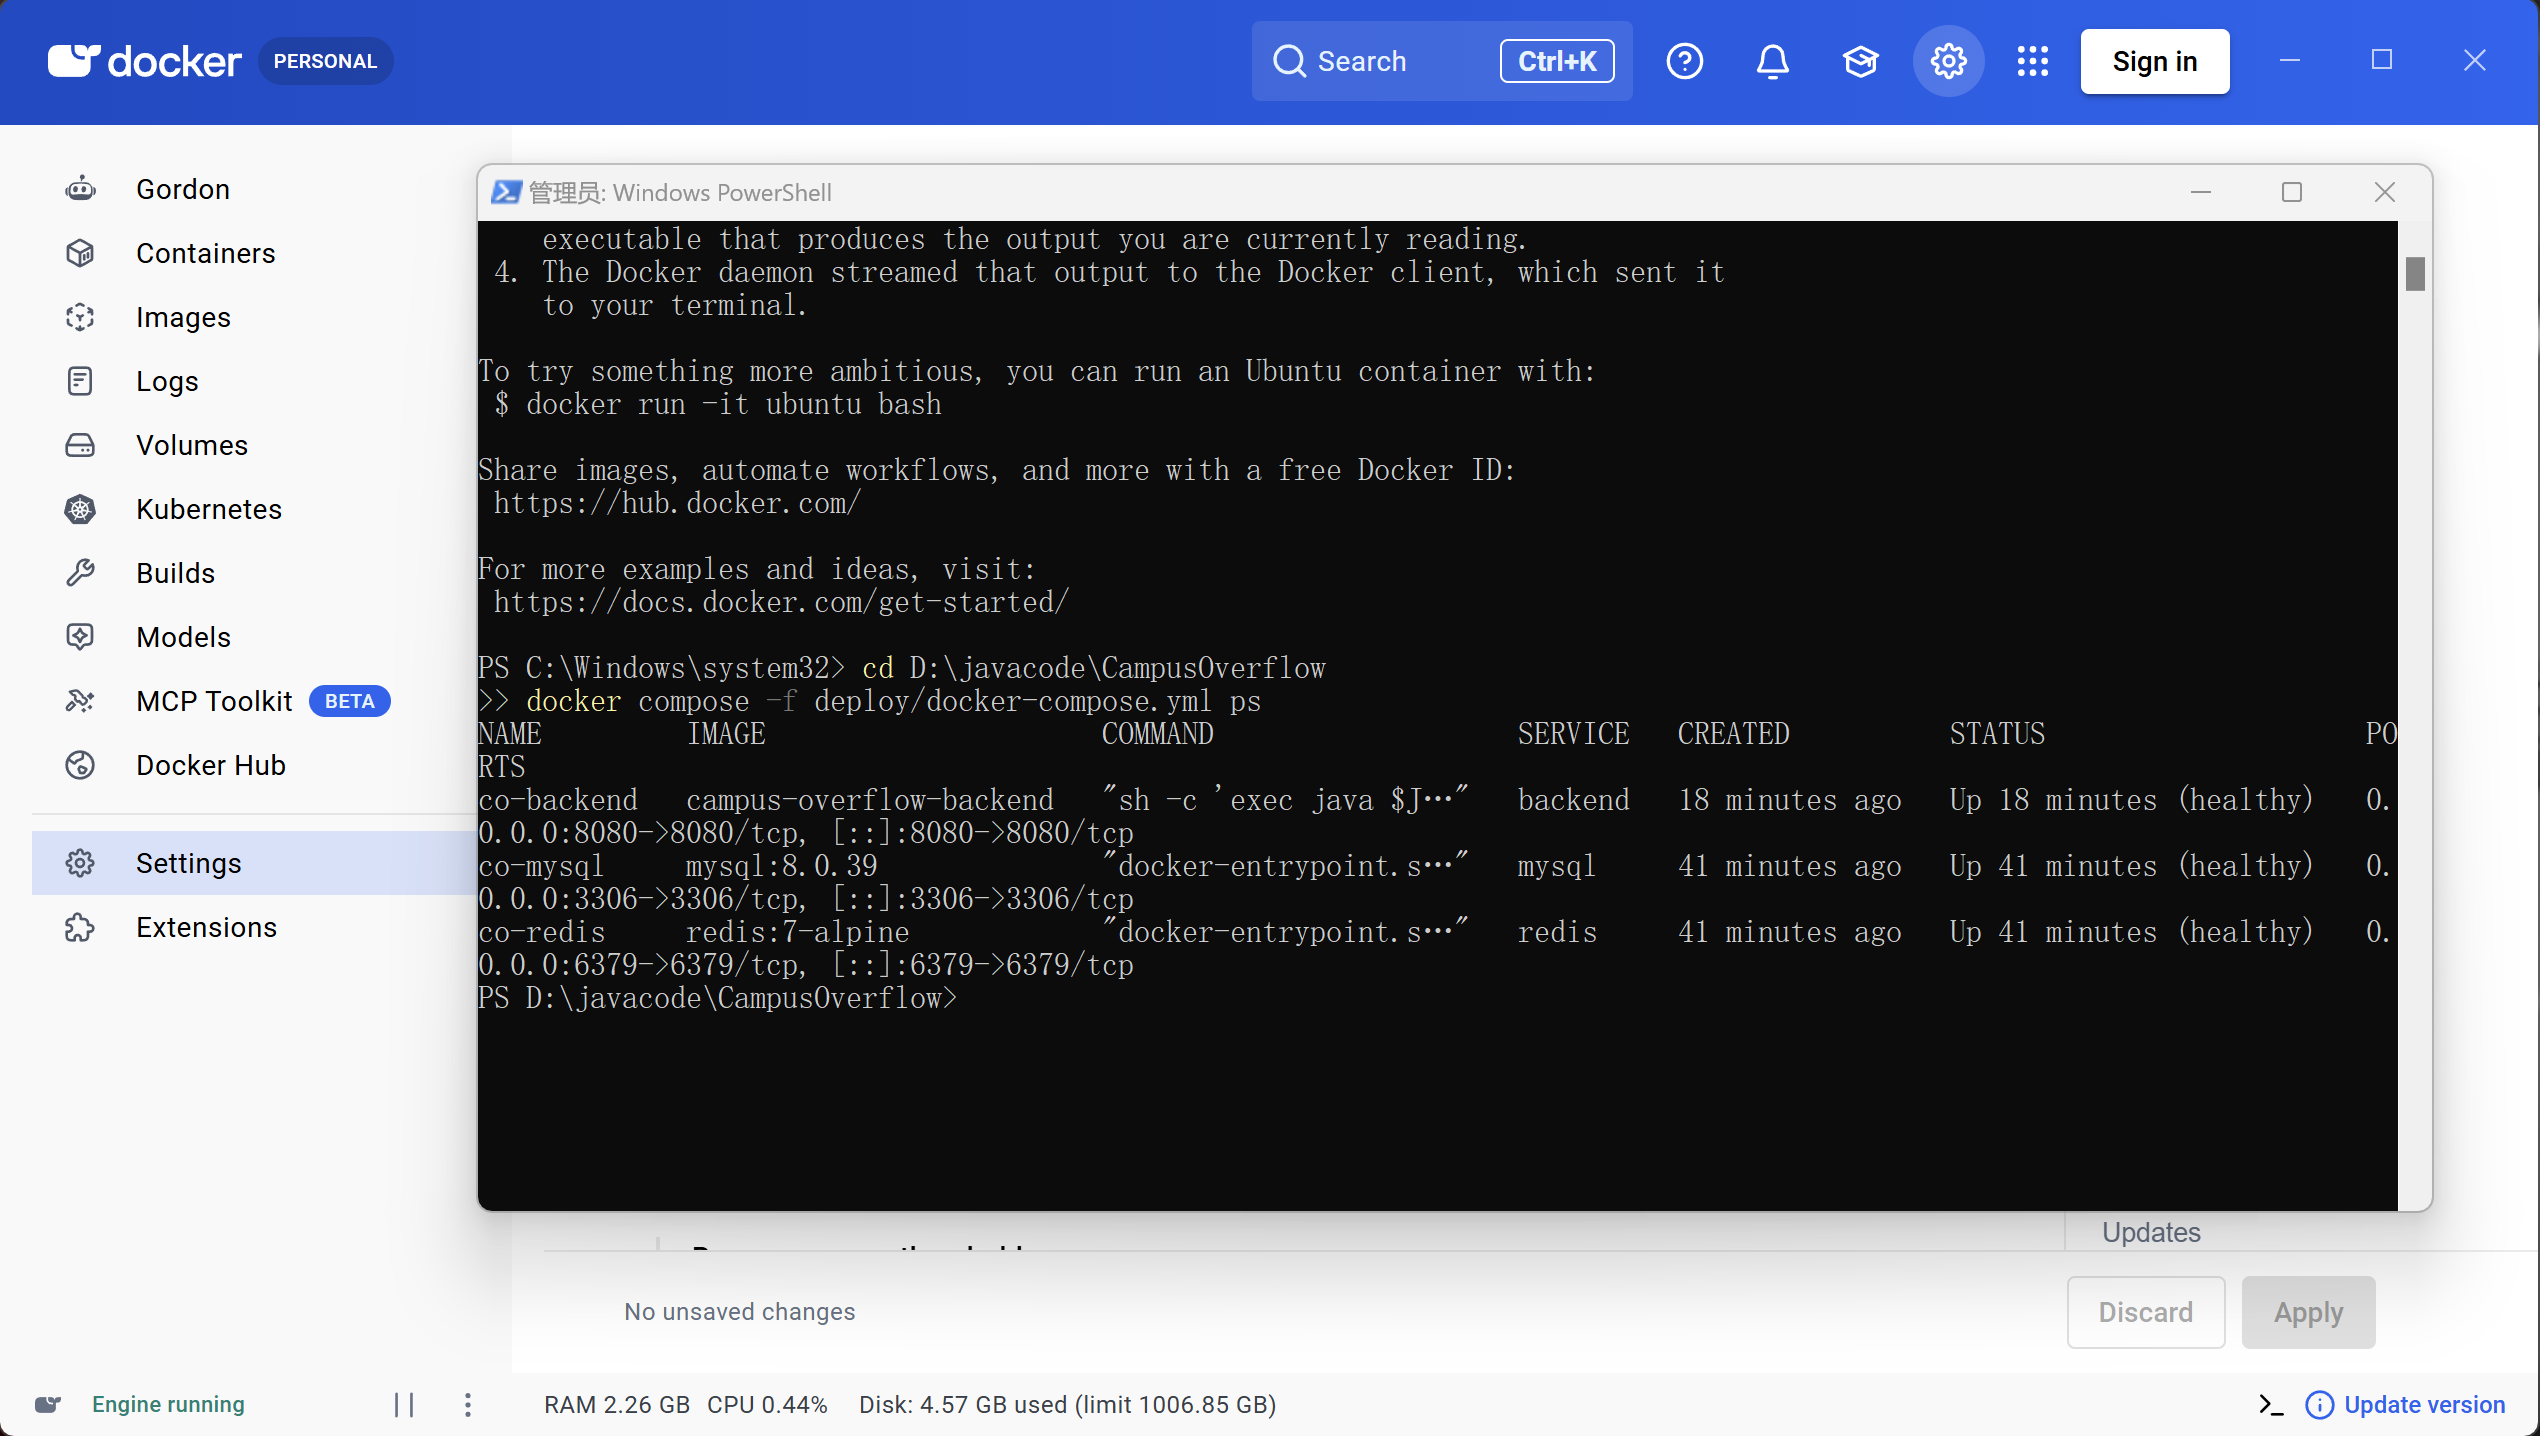 docker PERSONAL
Search Ctrl+K
Sign in
Gordon
Containers
Images
Logs
Volumes
Kubernetes
Builds
Models
MCP Toolkit BETA
Docker Hub
Settings
Extensions
管理员: Windows PowerShell
executable that produces the output you are currently reading.
4. The Docker daemon streamed that output to the Docker client, which sent it
to your terminal.
To try something more ambitious, you can run an Ubuntu container with:
$ docker run -it ubuntu bash
Share images, automate workflows, and more with a free Docker ID:
https://hub.docker.com/
For more examples and ideas, visit:
https://docs.docker.com/get-started/
PS C:\Windows\system32> cd D:\javacode\CampusOverflow
>> docker compose -f deploy/docker-compose.yml ps
NAME IMAGE COMMAND SERVICE CREATED STATUS PO
RTS
co-backend campus-overflow-backend "sh -c 'exec java $J…" backend 18 minutes ago Up 18 minutes (healthy) 0.
0.0.0:8080->8080/tcp, [::]:8080->8080/tcp
co-mysql mysql:8.0.39 "docker-entrypoint.s…" mysql 41 minutes ago Up 41 minutes (healthy) 0.
0.0.0:3306->3306/tcp, [::]:3306->3306/tcp
co-redis redis:7-alpine "docker-entrypoint.s…" redis 41 minutes ago Up 41 minutes (healthy) 0.
0.0.0:6379->6379/tcp, [::]:6379->6379/tcp
PS D:\javacode\CampusOverflow>
Updates
No unsaved changes
Discard
Apply
Engine running
RAM 2.26 GB CPU 0.44% Disk: 4.57 GB used (limit 1006.85 GB)
Update version